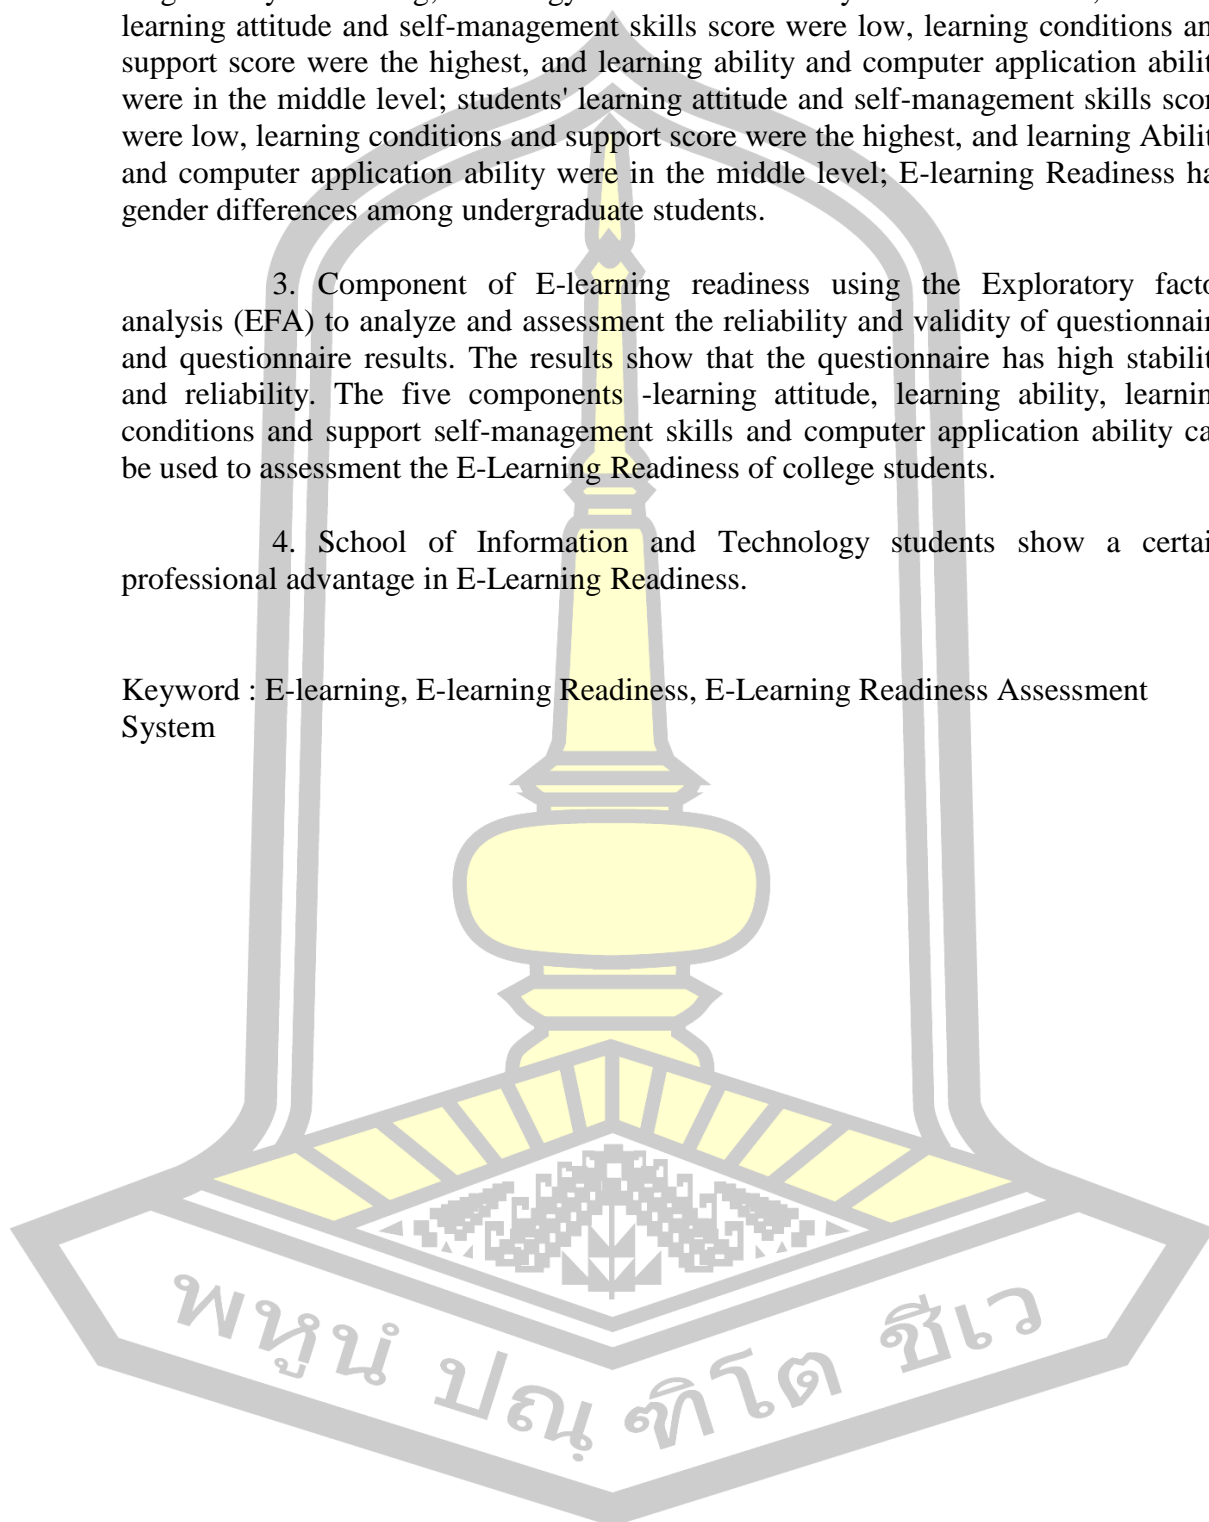 learning attitude and self-management skills score were low, learning conditions an
support score were the highest, and learning ability and computer application abilit
were in the middle level; students' learning attitude and self-management skills scor
were low, learning conditions and support score were the highest, and learning Abilit
and computer application ability were in the middle level; E-learning Readiness ha
gender differences among undergraduate students.
3. Component of E-learning readiness using the Exploratory facto
analysis (EFA) to analyze and assessment the reliability and validity of questionnair
and questionnaire results. The results show that the questionnaire has high stabilit
and reliability. The five components -learning attitude, learning ability, learnin
conditions and support self-management skills and computer application ability ca
be used to assessment the E-Learning Readiness of college students.
4. School of Information and Technology students show a certai
professional advantage in E-Learning Readiness.
Keyword : E-learning, E-learning Readiness, E-Learning Readiness Assessment
System
พหูนํ ปณฺฑิโต ชีเว